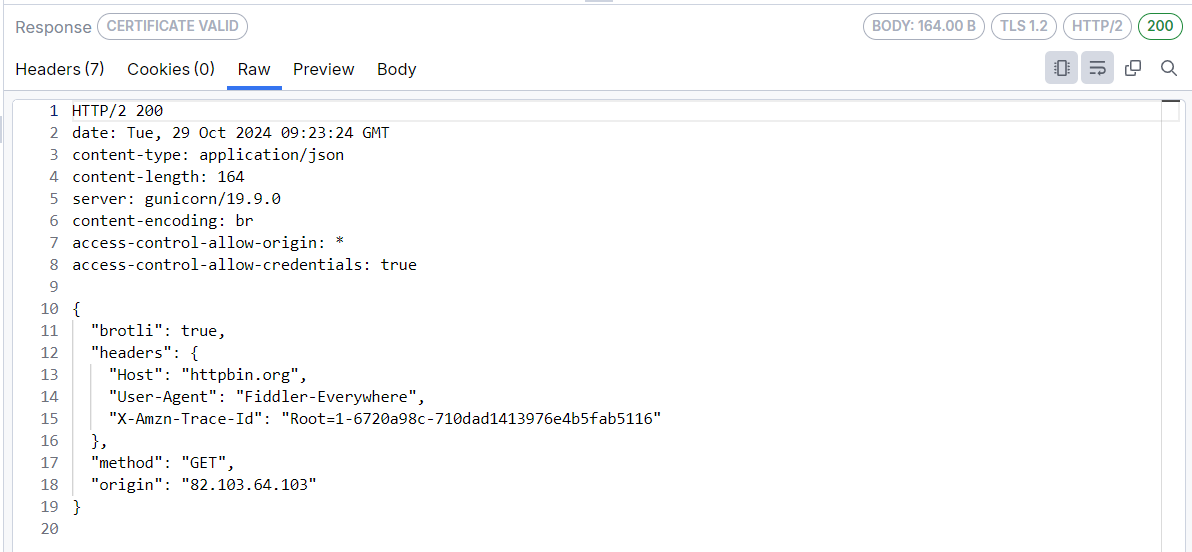 Response CERTIFICATE VALID BODY: 164.00 B TLS 1.2 HTTP/2 200
Headers (7) Cookies (0) Raw Preview Body
1 HTTP/2 200
2 date: Tue, 29 Oct 2024 09:23:24 GMT
3 content-type: application/json
4 content-length: 164
5 server: gunicorn/19.9.0
6 content-encoding: br
7 access-control-allow-origin: *
8 access-control-allow-credentials: true
9
10 {
11 "brotli": true,
12 "headers": {
13 "Host": "httpbin.org",
14 "User-Agent": "Fiddler-Everywhere",
15 "X-Amzn-Trace-Id": "Root=1-6720a98c-710dad1413976e4b5fab5116"
16 },
17 "method": "GET",
18 "origin": "82.103.64.103"
19 }
20